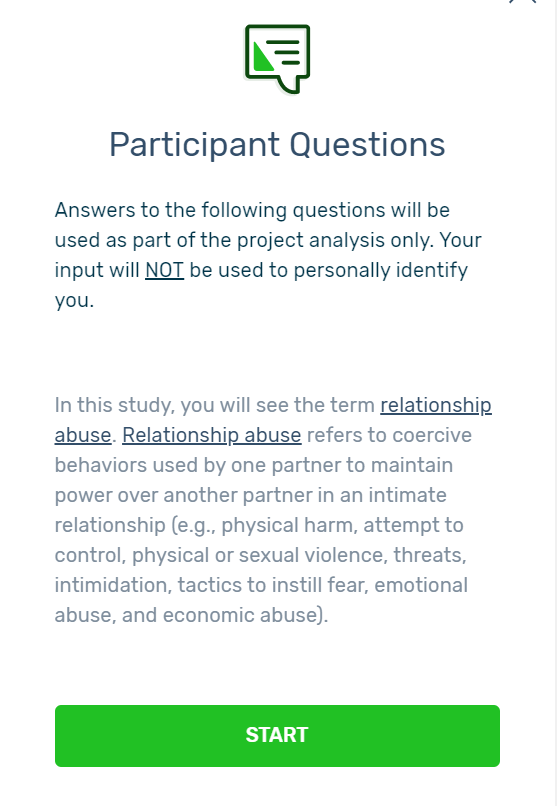 Participant Questions
Answers to the following questions will be
used as part of the project analysis only. Your
input will NOT be used to personally identify
you.
In this study, you will see the term relationship
abuse. Relationship abuse refers to coercive
behaviors used by one partner to maintain
power over another partner in an intimate
relationship (e.g., physical harm, attempt to
control, physical or sexual violence, threats,
intimidation, tactics to instill fear, emotional
abuse, and economic abuse).
START